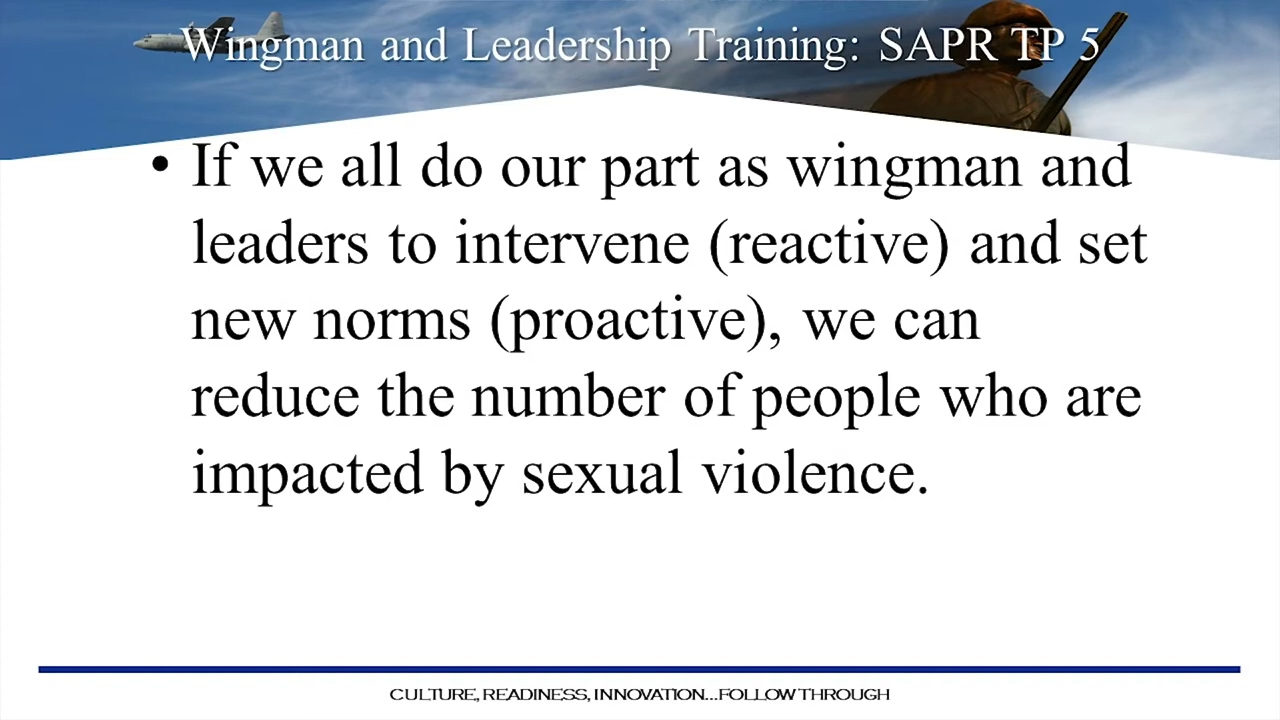 Wingman and Leadership Training: SAPR TP 5
• If we all do our part as wingman and
leaders to intervene (reactive) and set
new norms (proactive), we can
reduce the number of people who are
impacted by sexual violence.
CULTURE, READINESS, INNOVATION...FOLLOW THROUGH